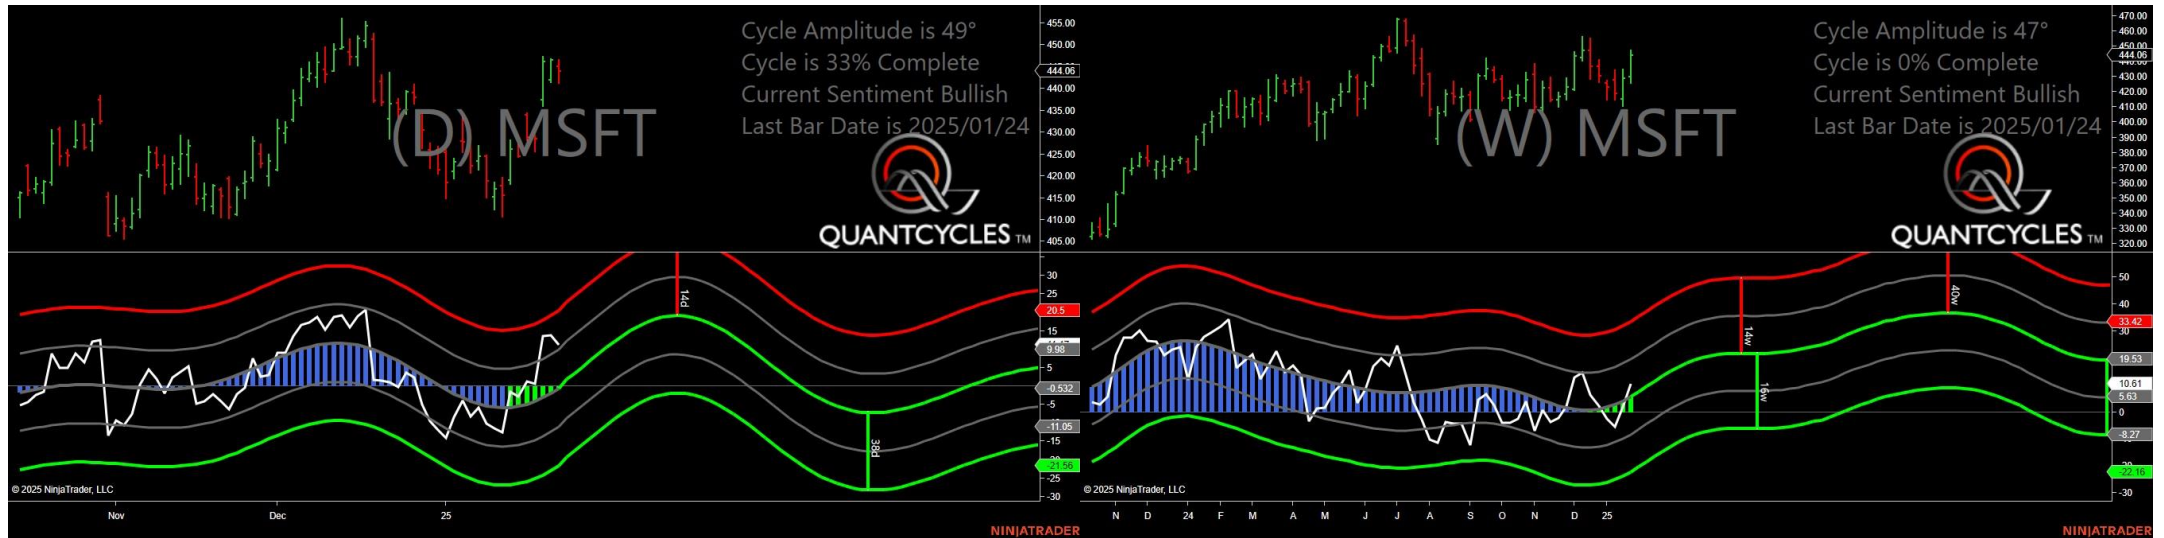 Cycle Amplitude is 49°
Cycle is 33% Complete
Current Sentiment Bullish
Last Bar Date is 2025/01/24
(D) MSFT
QUANTCYCLES TM
455.00
450.00
444.06
440.00
435.00
430.00
425.00
420.00
415.00
410.00
405.00
14d
38d
30
25
20.5
15
9.98
5
-0.532
-5
-11.05
-15
-21.56
-25
-30
© 2025 NinjaTrader, LLC
Nov
Dec
25
NINJATRADER
Cycle Amplitude is 47°
Cycle is 0% Complete
Current Sentiment Bullish
Last Bar Date is 2025/01/24
(W) MSFT
QUANTCYCLES TM
470.00
460.00
450.00
444.06
430.00
420.00
410.00
400.00
390.00
380.00
370.00
360.00
350.00
340.00
330.00
320.00
14w
16w
40w
50
40
33.42
30
19.53
10.61
5.63
0
-8.27
-22.16
-30
© 2025 NinjaTrader, LLC
N D 24 F M A M J J A S O N D 25
NINJATRADER